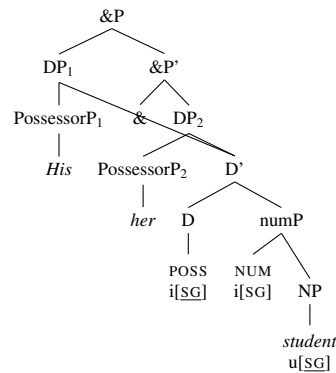 &P
DP₁ &P’
PossessorP₁ & DP₂
His PossessorP₂ D’
her D numP
POSS NUM
i[SG] i[SG] NP
student
u[SG]